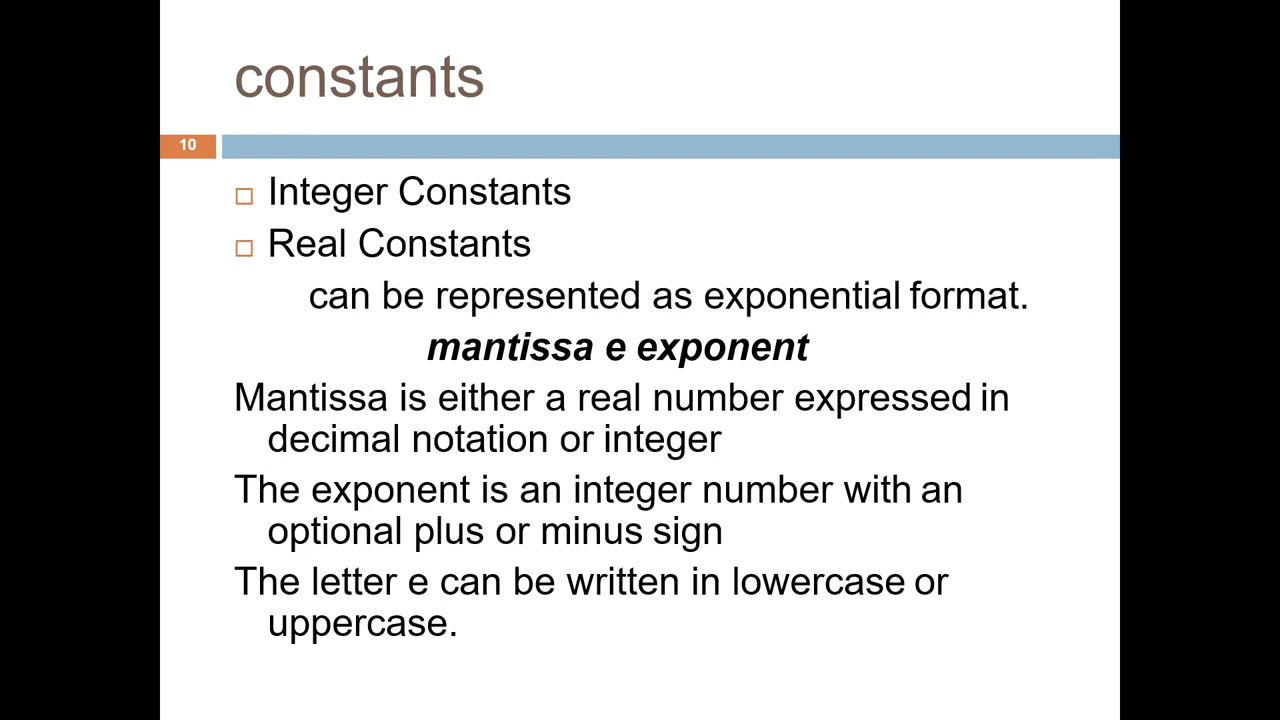 constants
10
Integer Constants
Real Constants
can be represented as exponential format.
mantissa e exponent
Mantissa is either a real number expressed in
decimal notation or integer
The exponent is an integer number with an
optional plus or minus sign
The letter e can be written in lowercase or
uppercase.